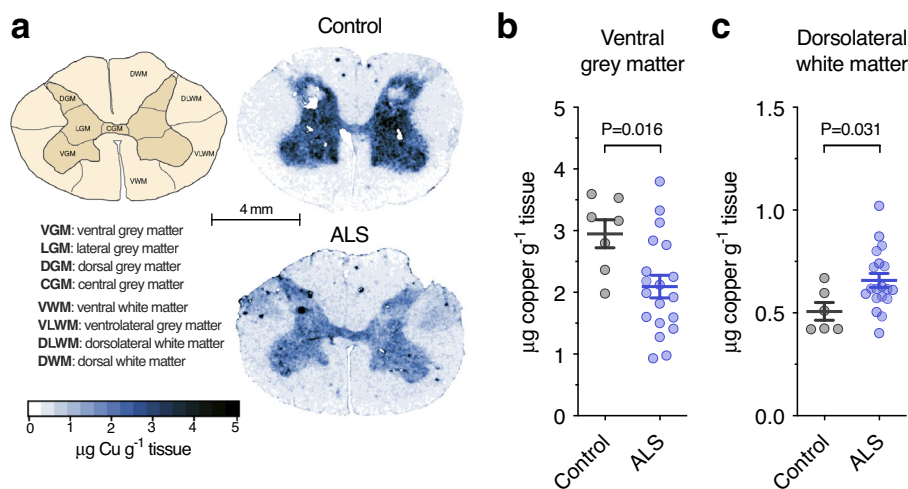 a
Control
DWM
DGM
DLWM
LGM
CGM
VGM
VLWM
VWM
4 mm
VGM: ventral grey matter
LGM: lateral grey matter
DGM: dorsal grey matter
CGM: central grey matter
VWM: ventral white matter
VLWM: ventrolateral grey matter
DLWM: dorsolateral white matter
DWM: dorsal white matter
ALS
0 1 2 3 4 5
µg Cu g⁻¹ tissue
b
Ventral
grey matter
µg copper g⁻¹ tissue
5
4
3
2
1
0
P=0.016
Control
ALS
c
Dorsolateral
white matter
µg copper g⁻¹ tissue
1.5
1.0
0.5
0.0
P=0.031
Control
ALS